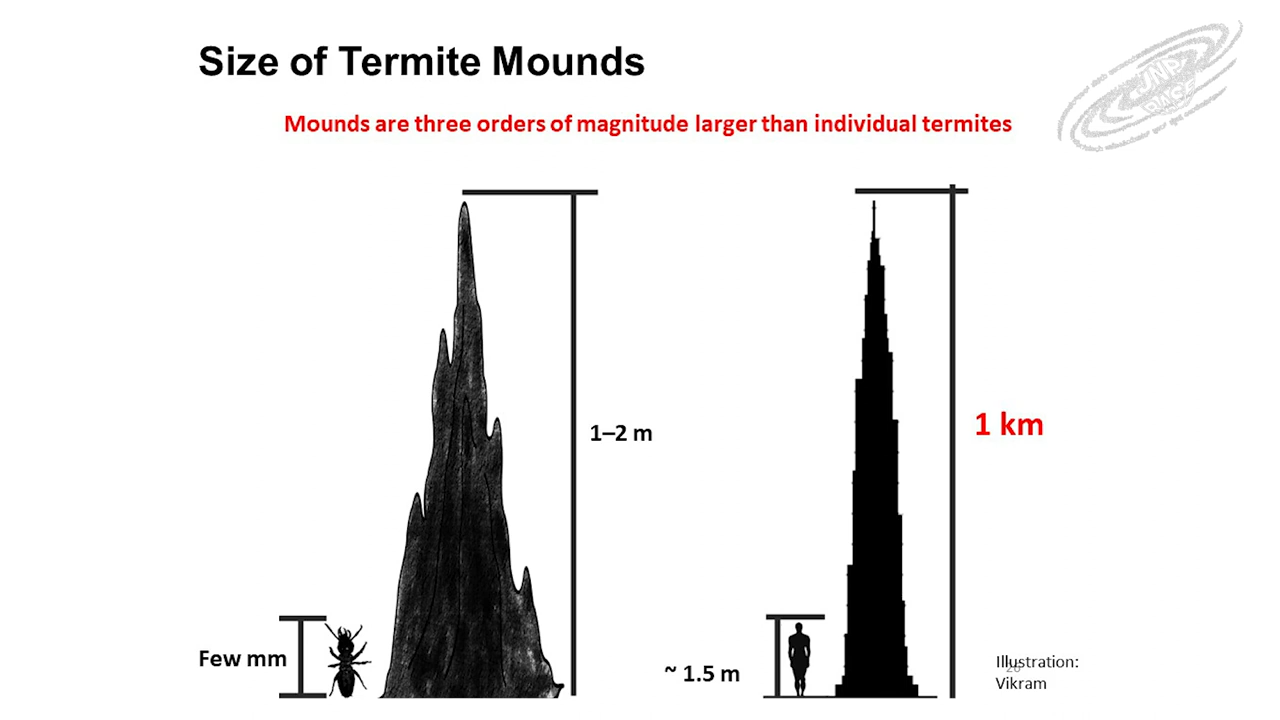 Size of Termite Mounds
Mounds are three orders of magnitude larger than individual termites
1–2 m
1 km
Few mm
~ 1.5 m
Illustration:
Vikram